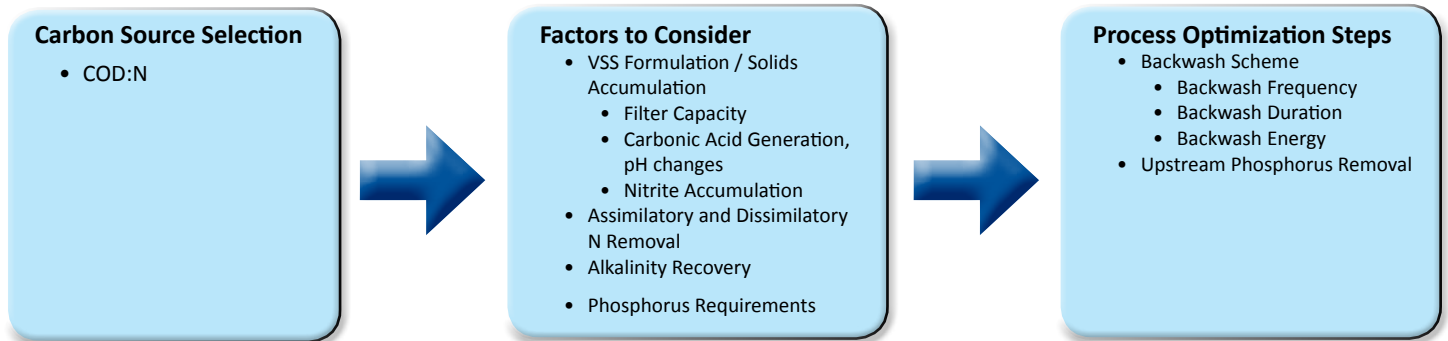 Carbon Source Selection
• COD:N
Factors to Consider
• VSS Formulation / Solids
Accumulation
• Filter Capacity
• Carbonic Acid Generation,
pH changes
• Nitrite Accumulation
• Assimilatory and Dissimilatory
N Removal
• Alkalinity Recovery
• Phosphorus Requirements
Process Optimization Steps
• Backwash Scheme
• Backwash Frequency
• Backwash Duration
• Backwash Energy
• Upstream Phosphorus Removal